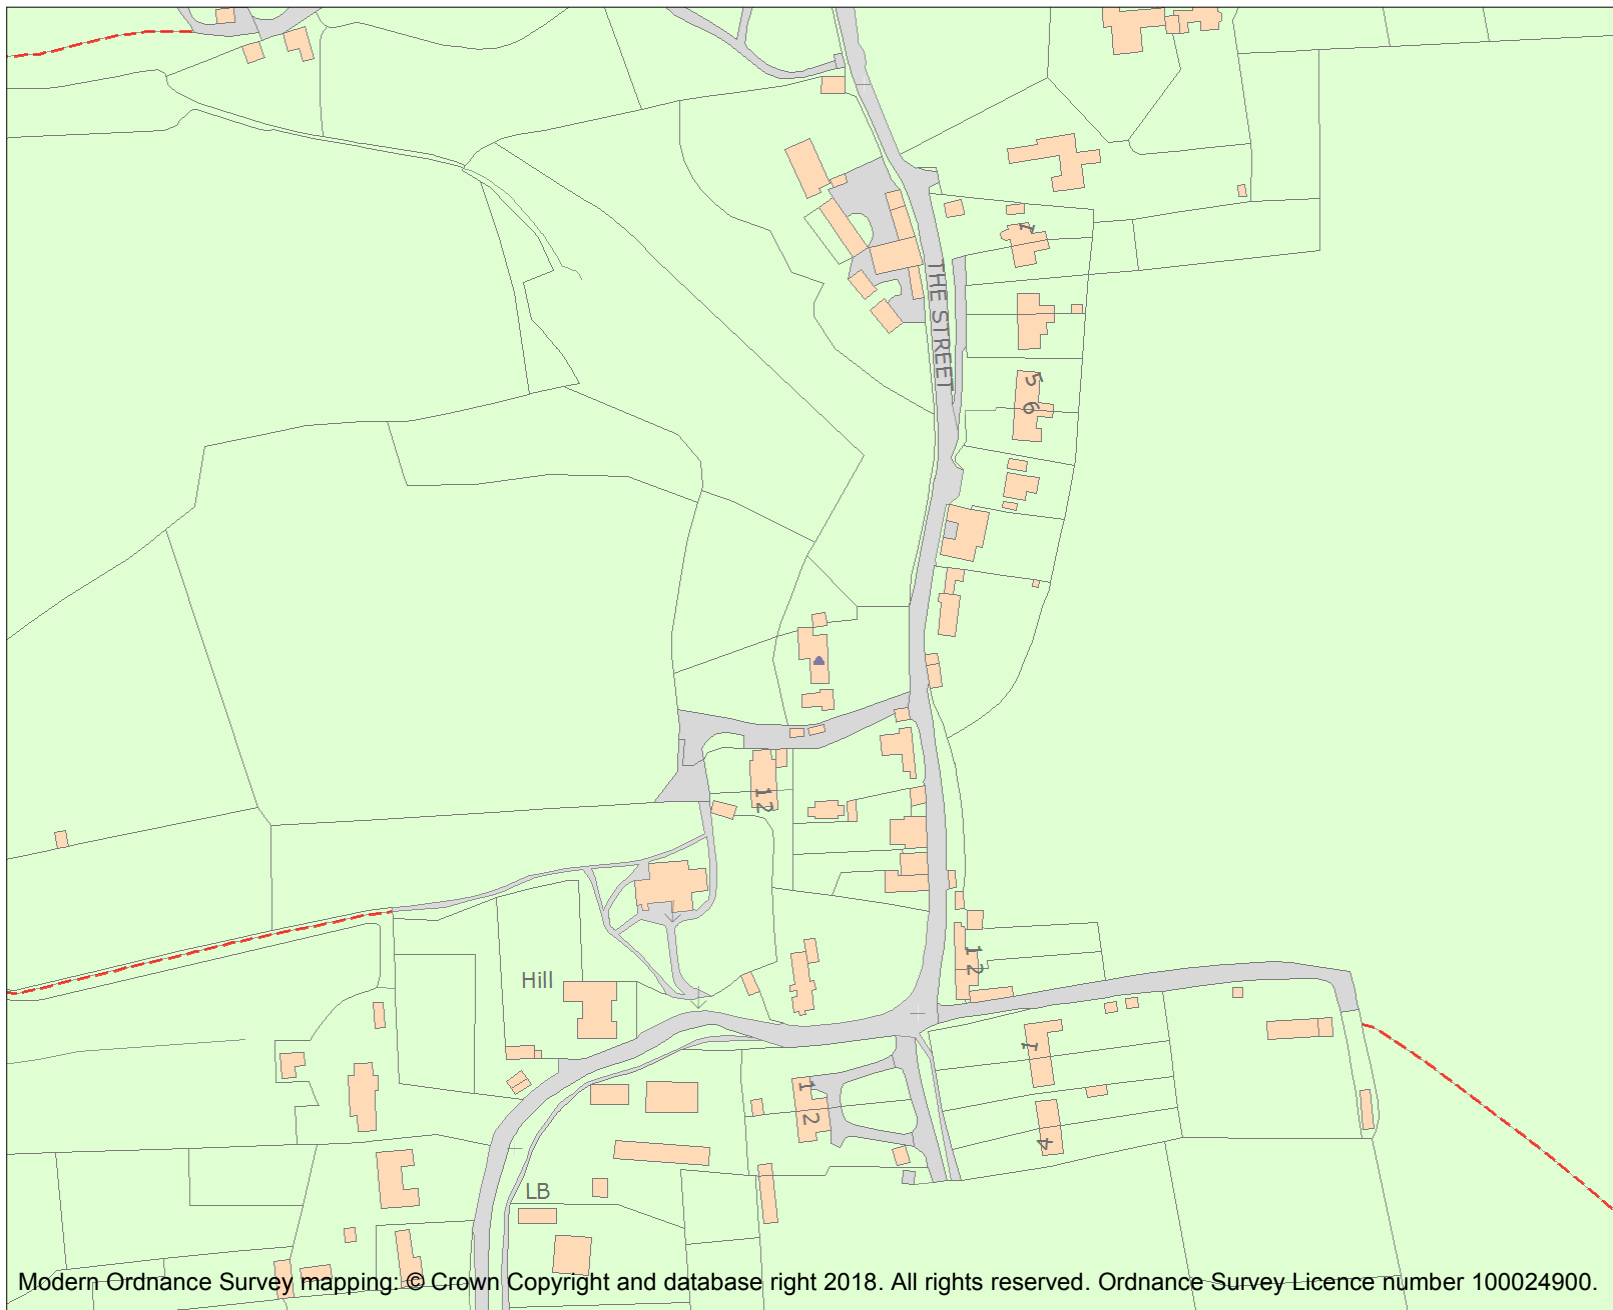 1
THE STREET
5
6
1 2
1 2
Hill
1
1
2
4
LB
Modern Ordnance Survey mapping: © Crown Copyright and database right 2018. All rights reserved. Ordnance Survey Licence number 100024900.